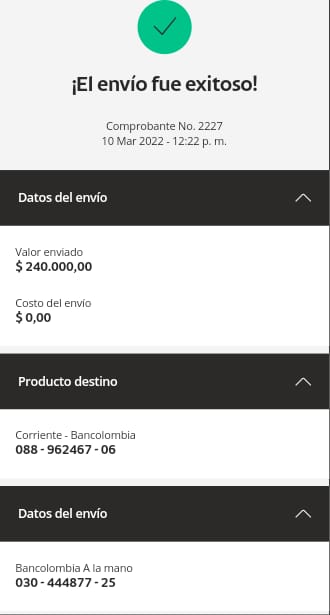 ¡El envío fue exitoso!
Comprobante No. 2227
10 Mar 2022 - 12:22 p. m.
Datos del envío
Valor enviado
$ 240.000,00
Costo del envío
$ 0,00
Producto destino
Corriente - Bancolombia
088 - 962467 - 06
Datos del envío
Bancolombia A la mano
030 - 444877 - 25